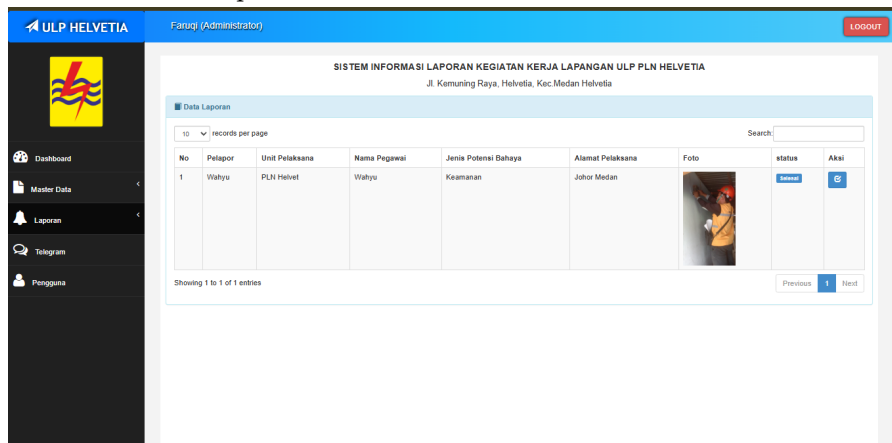 ULP HELVETIA
Faruqi (Administrator)
LOGOUT
SISTEM INFORMASI LAPORAN KEGIATAN KERJA LAPANGAN ULP PLN HELVETIA
Jl. Kemuning Raya, Helvetia, Kec.Medan Helvetia
Data Laporan
10 records per page
Search:
No Pelapor Unit Pelaksana Nama Pegawai Jenis Potensi Bahaya Alamat Pelaksana Foto status Aksi
1 Wahyu PLN Helvet Wahyu Keamanan Johor Medan Selesai
Dashboard
Master Data
Laporan
Telegram
Pengguna
Showing 1 to 1 of 1 entries
Previous 1 Next